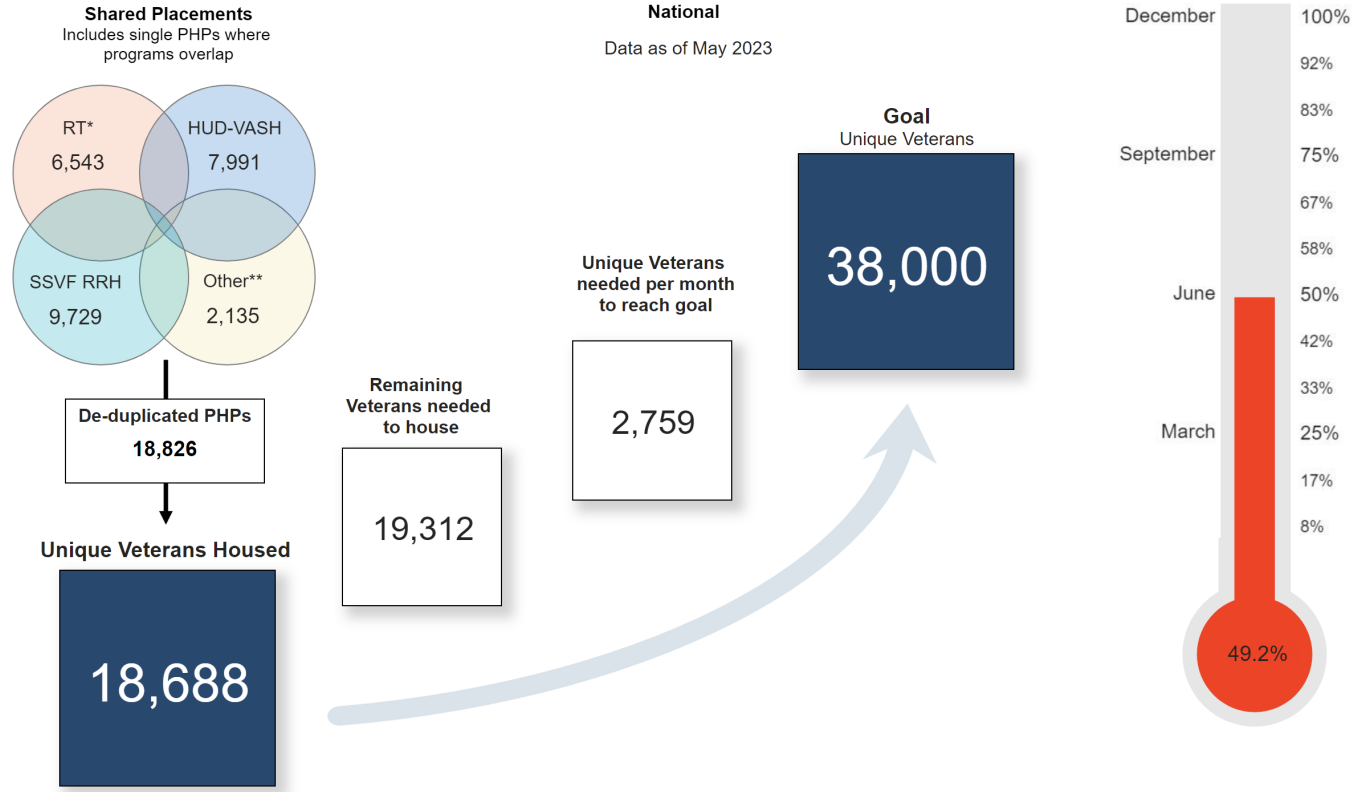 Shared Placements
Includes single PHPs where
programs overlap
RT*
6,543
HUD-VASH
7,991
SSVF RRH
9,729
Other**
2,135
De-duplicated PHPs
18,826
Unique Veterans Housed
18,688
Remaining
Veterans needed
to house
19,312
National
Data as of May 2023
Unique Veterans
needed per month
to reach goal
2,759
Goal
Unique Veterans
38,000
December 100%
92%
83%
September 75%
67%
58%
June 50%
42%
33%
March 25%
17%
8%
49.2%